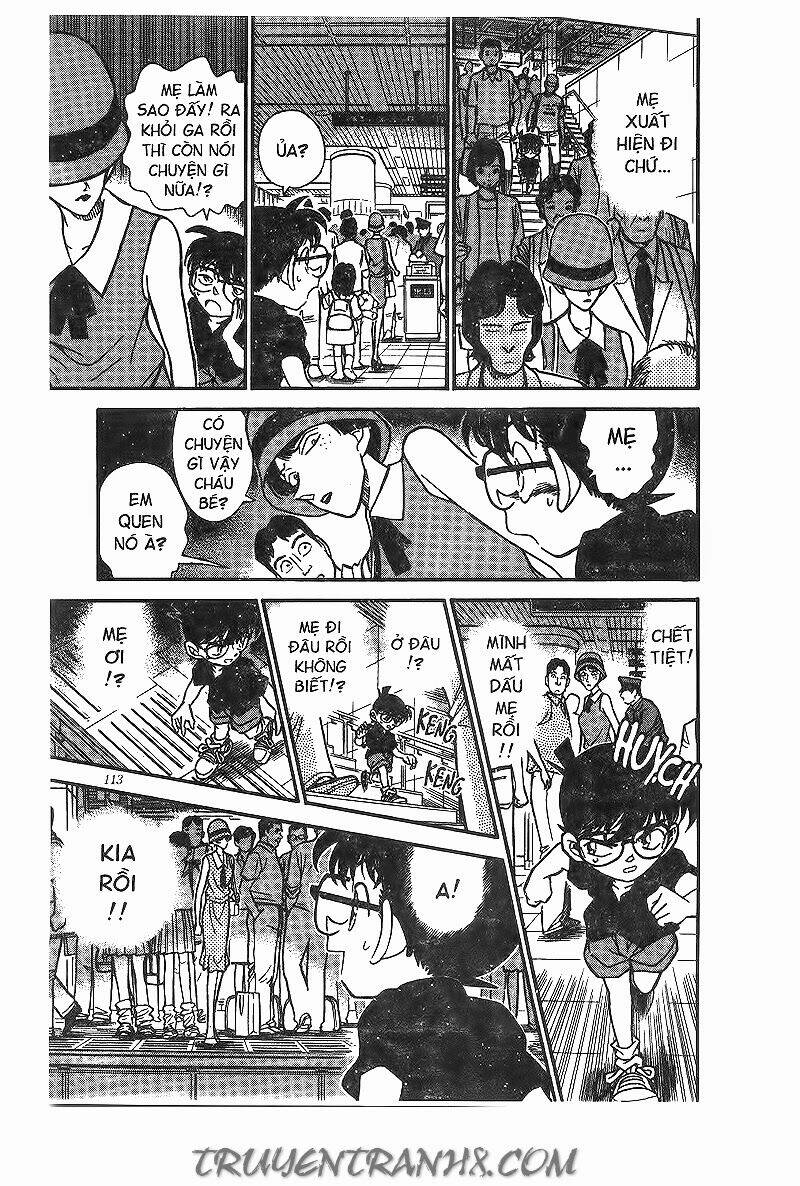 MẸ
XUẤT
HIỆN ĐI
CHỨ...
ỦA?
MẸ LÀM
SAO ĐẤY! RA
KHỎI GA RỒI
THÌ CÒN NÓI
CHUYỆN GÌ
NỮA!?
MẸ
...
CÓ
CHUYỆN
GÌ VẬY
CHÁU
BÉ?
EM
QUEN
NÓ À?
CHẾT
TIỆT!
MÌNH
MẤT
DẤU
MẸ
RỒI
!!
HUỴCH
Ở ĐÂU
!?
MẸ ĐI
ĐÂU RỒI
KHÔNG
BIẾT!?
KENG
KENG
MẸ
ƠI
!?
113
A!
KIA
RỒI
!!
TRUYENTRANH8.COM